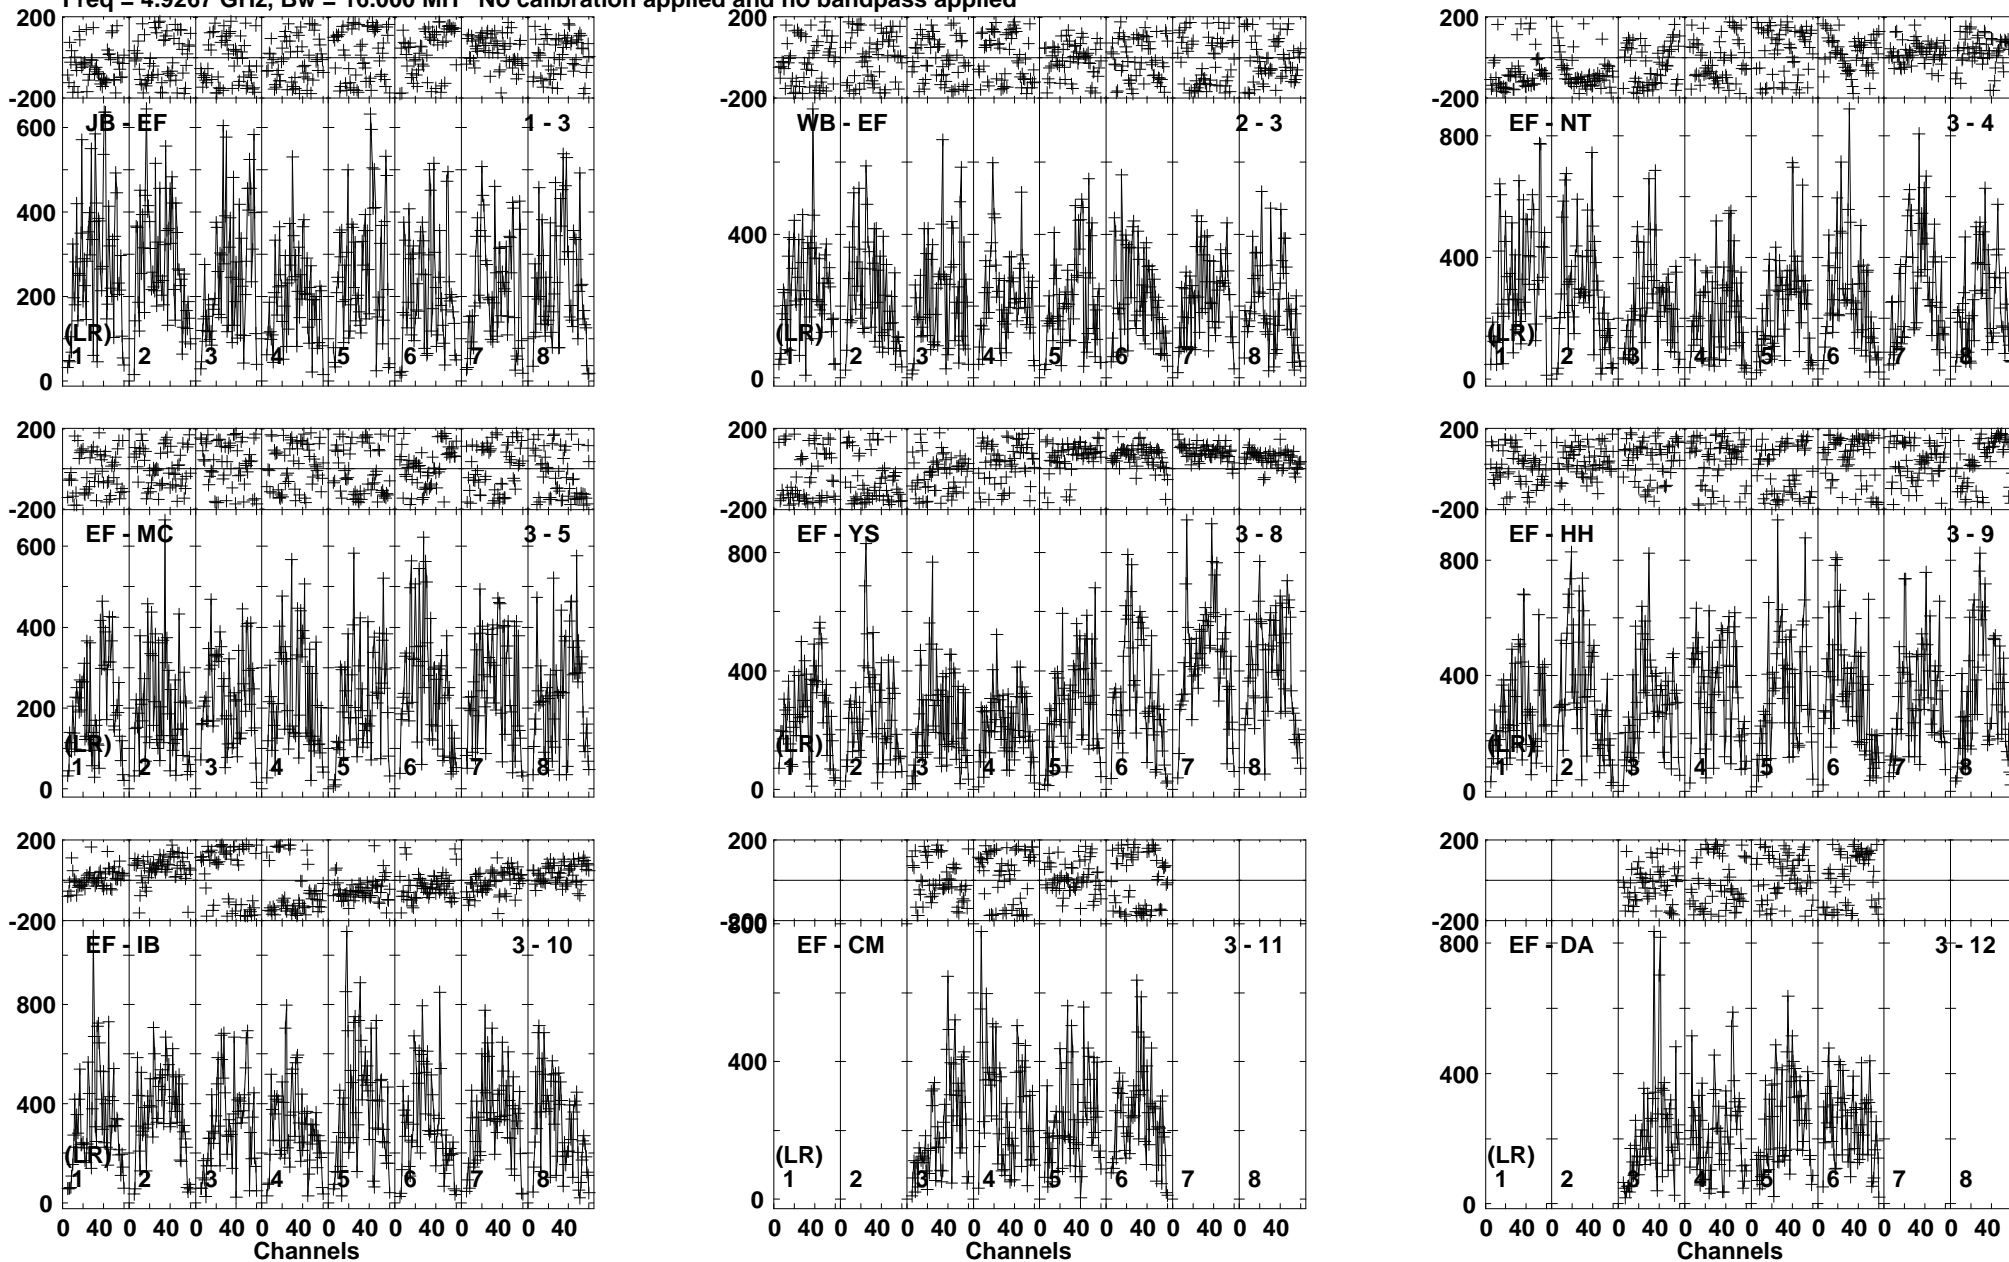 Freq = 4.9267 GHz, Bw = 16.000 MH No calibration applied and no bandpass applied
200 200 200
-200 -200 -200
JB - EF 1 - 3 WB - EF 2 - 3 EF - NT 3 - 4
600 800
400 400 400
200
(LR) (LR) (LR)
1 2 3 4 5 6 7 8 1 2 3 4 5 6 7 8 1 2 3 4 5 6 7 8
0 0 0
200 200 200
-200 -200 -200
EF - MC 3 - 5 EF - YS 3 - 8 EF - HH 3 - 9
600 800 800
400 400 400
200
(LR) (LR) (LR)
1 2 3 4 5 6 7 8 1 2 3 4 5 6 7 8 1 2 3 4 5 6 7 8
0 0 0
200 200 200
-200 -200 -200
800
EF - IB 3 - 10 EF - CM 3 - 11 EF - DA 3 - 12
800 800
400 400 400
(LR) (LR) (LR)
1 2 3 4 5 6 7 8 1 2 3 4 5 6 7 8 1 2 3 4 5 6 7 8
0 0 0
0 40 0 40 0 40 0 40 0 40 0 40 0 40 0 40 0 40 0 40 0 40 0 40 0 40 0 40 0 40 0 40 0 40 0 40 0 40 0 40 0 40 0 40 0 40 0 40
Channels Channels Channels